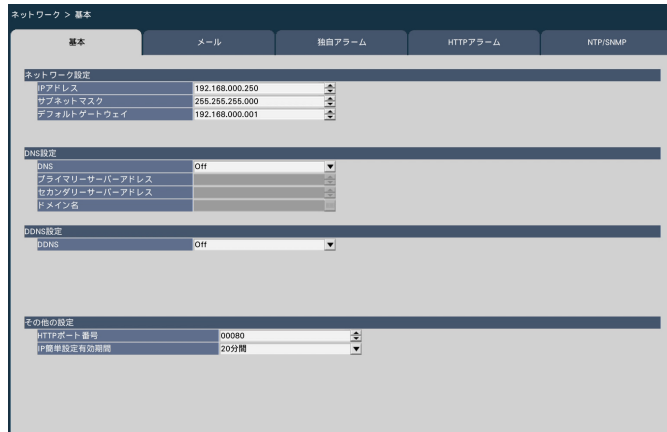 ネットワーク > 基本
基本 メール 独自アラーム HTTPアラーム NTP/SNMP
ネットワーク設定
IPアドレス 192.168.000.250
サブネットマスク 255.255.255.000
デフォルトゲートウェイ 192.168.000.001
DNS設定
DNS Off
プライマリーサーバーアドレス
セカンダリーサーバーアドレス
ドメイン名
DDNS設定
DDNS Off
その他の設定
HTTPポート番号 00080
IP簡単設定有効期間 20分間